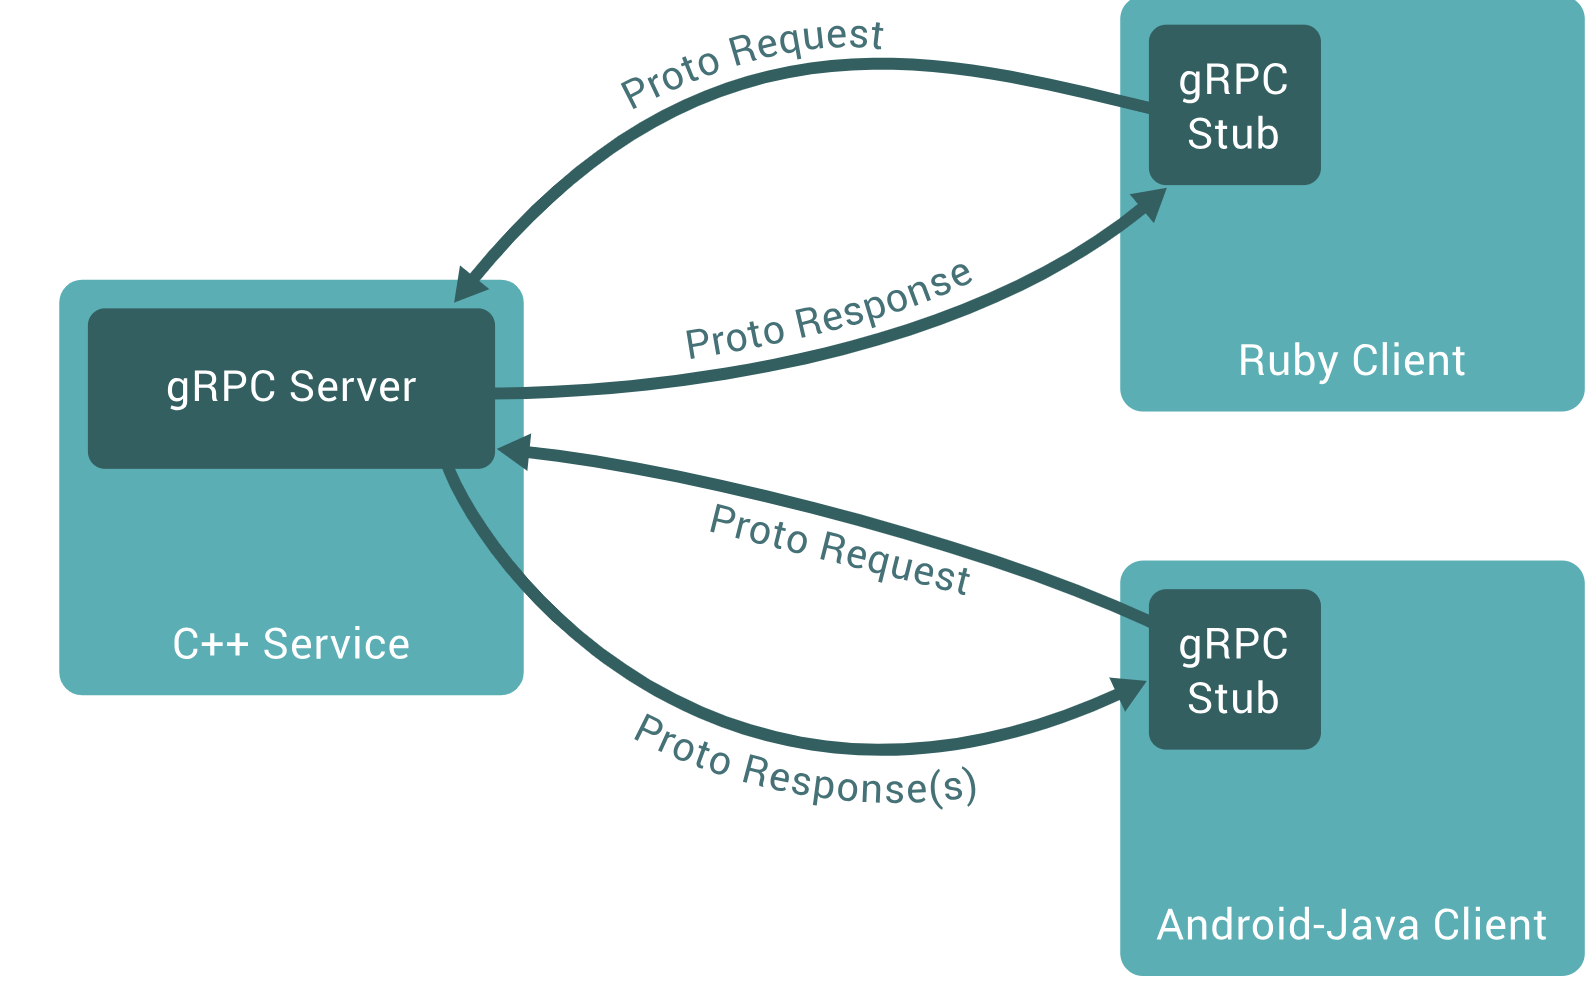 Proto Request
gRPC
Stub
Proto Response
Ruby Client
gRPC Server
C++ Service
Proto Request
gRPC
Stub
Proto Response(s)
Android-Java Client